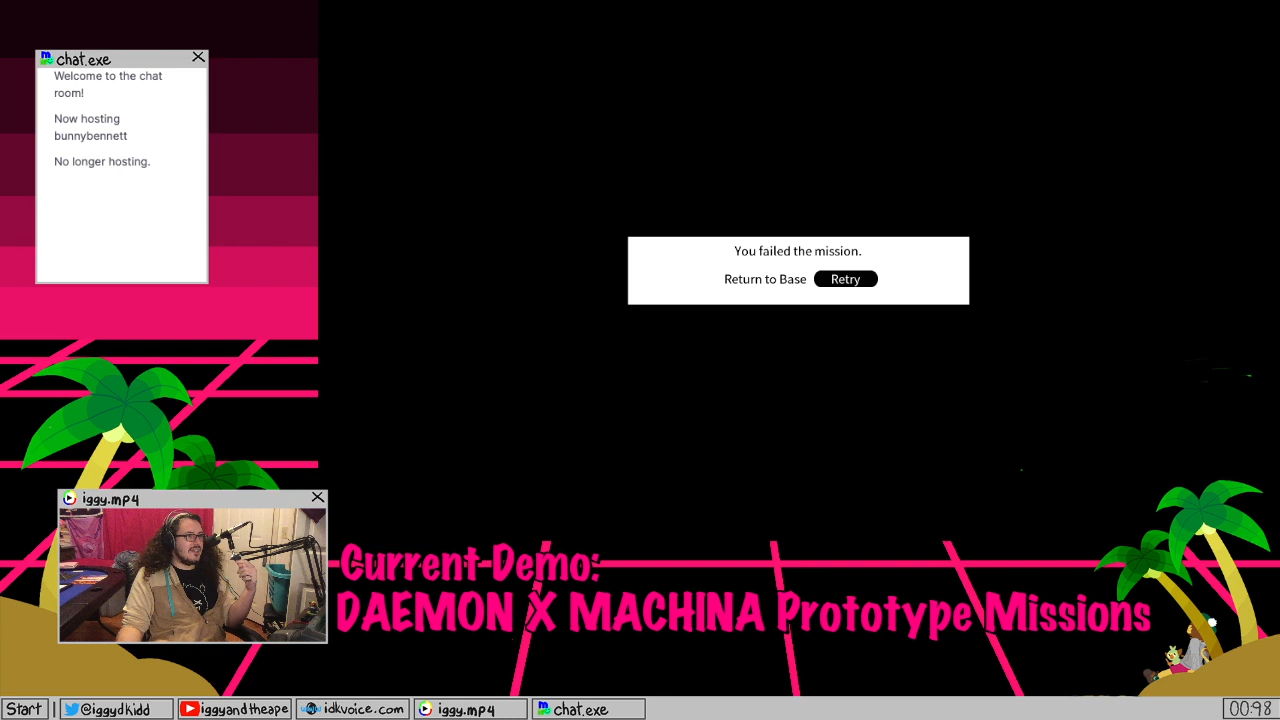 chat.exe
Welcome to the chat
room!
Now hosting
bunnybennett
No longer hosting.
You failed the mission.
Return to Base Retry
iggy.mp4
Current Demo:
DAEMON X MACHINA Prototype Missions
Start | @iggydkidd iggyandtheape idkvoice.com iggy.mp4 chat.exe 00:98